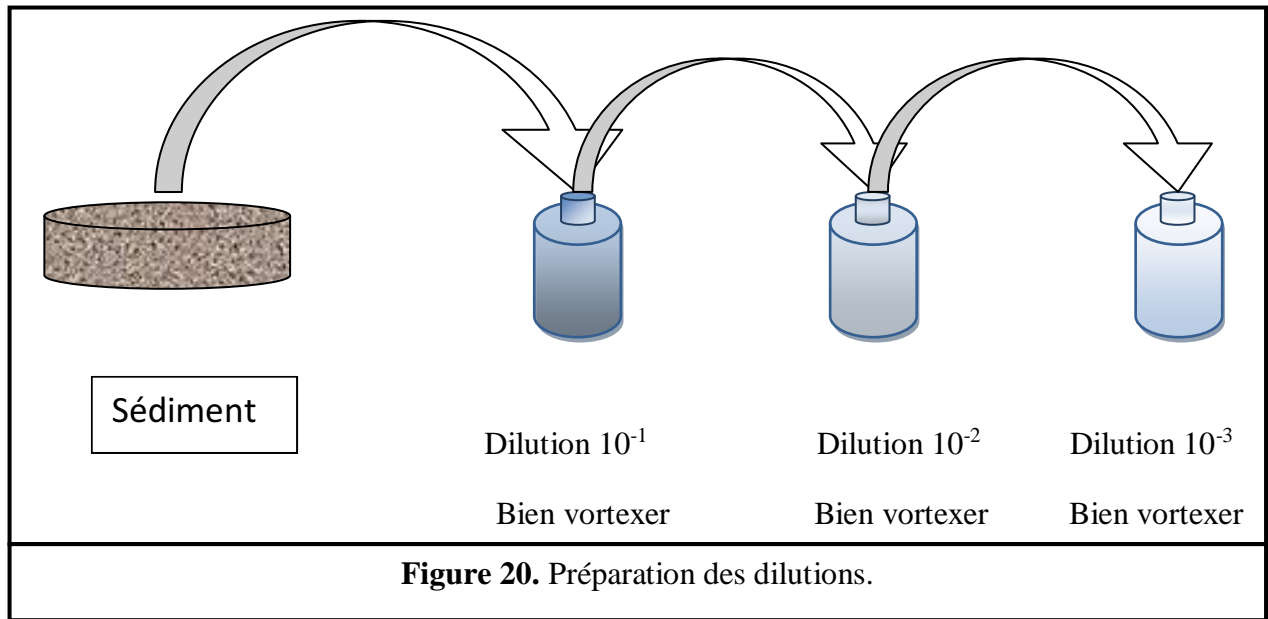 Sédiment
Dilution 10⁻¹ Dilution 10⁻² Dilution 10⁻³
Bien vortexer Bien vortexer Bien vortexer
Figure 20. Préparation des dilutions.